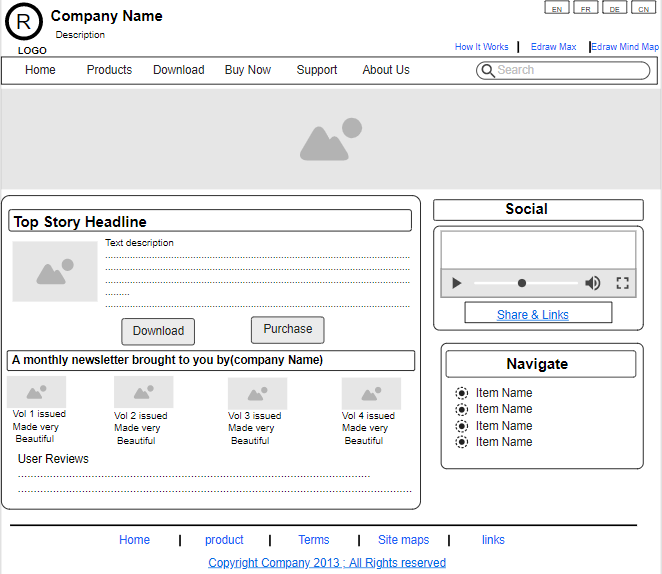 R
LOGO
Company Name
Description
EN FR DE CN
How It Works Edraw Max Edraw Mind Map
Home Products Download Buy Now Support About Us Search
Top Story Headline
Text description
Download Purchase
A monthly newsletter brought to you by(company Name)
Vol 1 issued
Made very
Beautiful
Vol 2 issued
Made very
Beautiful
Vol 3 issued
Made very
Beautiful
Vol 4 issued
Made very
Beautiful
User Reviews
Social
Share & Links
Navigate
Item Name
Item Name
Item Name
Item Name
Home product Terms Site maps links
Copyright Company 2013 ; All Rights reserved